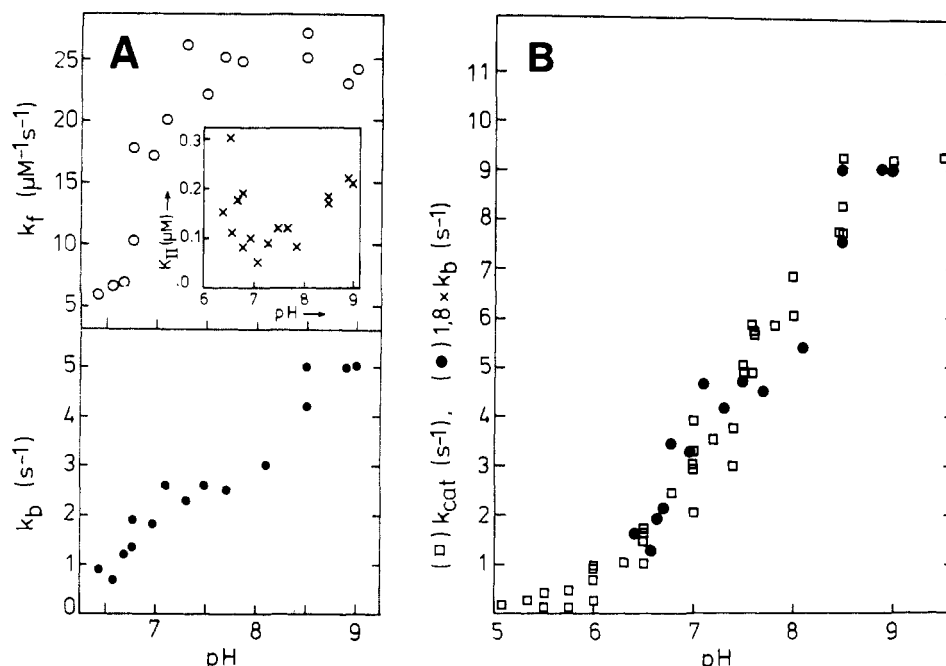 A
k_f (μM⁻¹s⁻¹)
25
20
15
10
5
K_II (μM) →
0.3
0.2
0.1
.0
6 7 8 9
pH →
k_b (s⁻¹)
5
4
3
2
1
0
7 8 9
pH
B
(□) k_cat (s⁻¹), (●) 1,8 × k_b (s⁻¹)
11
10
9
8
7
6
5
4
3
2
1
0
5 6 7 8 9
pH